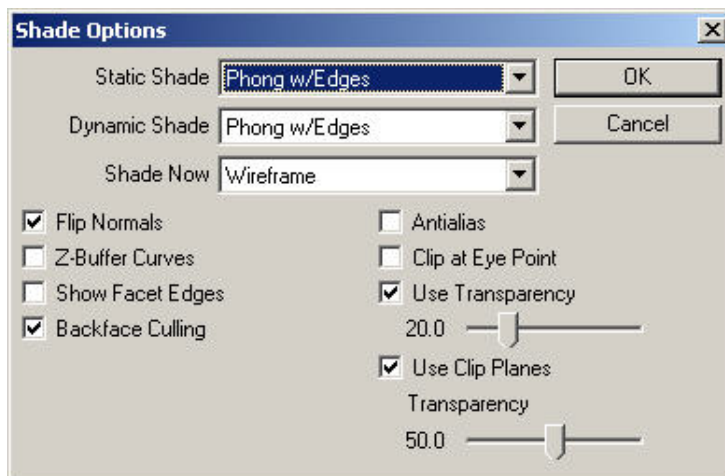 Shade Options
Static Shade Phong w/Edges OK
Dynamic Shade Phong w/Edges Cancel
Shade Now Wireframe
Flip Normals Antialias
Z-Buffer Curves Clip at Eye Point
Show Facet Edges Use Transparency
Backface Culling 20.0
Use Clip Planes
Transparency
50.0